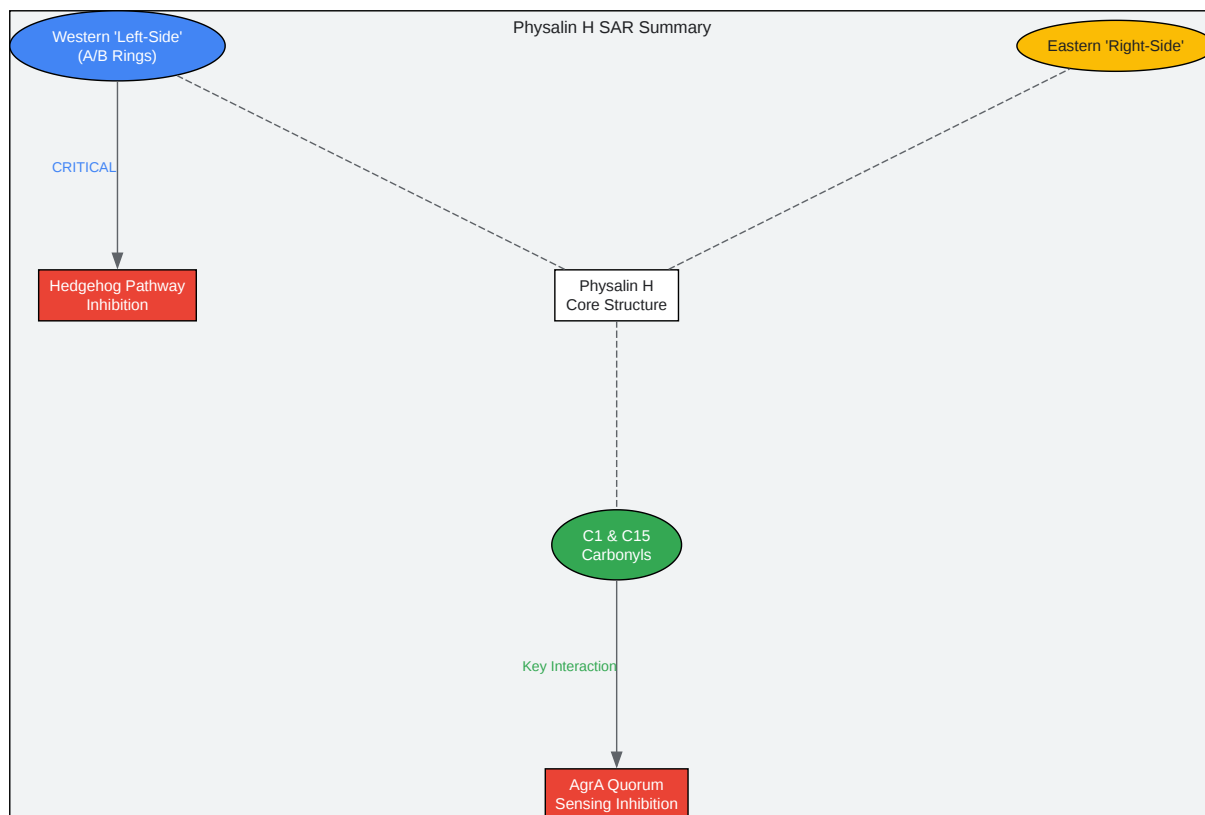 Physalin H SAR Summary
Western 'Left-Side'
(A/B Rings)
Eastern 'Right-Side'
CRITICAL
Hedgehog Pathway
Inhibition
Physalin H
Core Structure
C1 & C15
Carbonyls
Key Interaction
AgrA Quorum
Sensing Inhibition